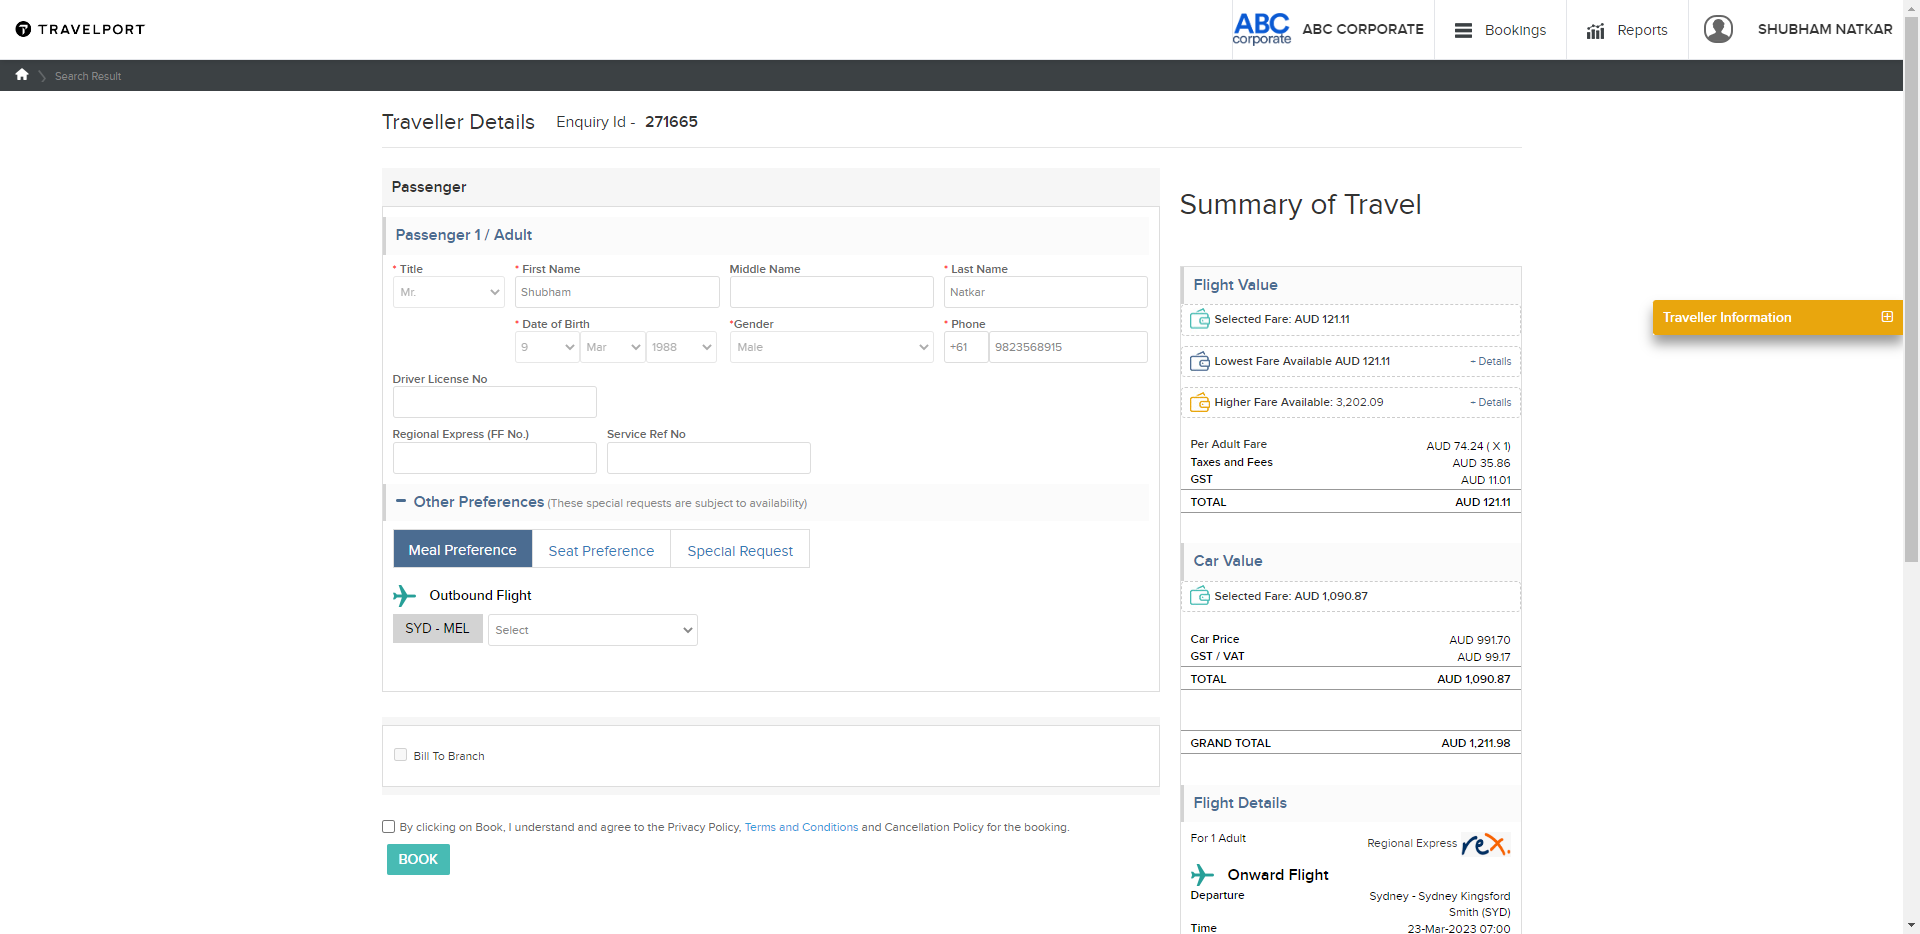 TRAVELPORT
ABC corporate
ABC CORPORATE
Bookings
Reports
SHUBHAM NATKAR
Search Result
Traveller Details
Enquiry Id - 271665
Passenger
Passenger 1 / Adult
* Title
* First Name
Middle Name
* Last Name
Mr.
Shubham
Natkar
* Date of Birth
*Gender
* Phone
9
Mar
1988
Male
+61
9823568915
Driver License No
Regional Express (FF No.)
Service Ref No
Other Preferences (These special requests are subject to availability)
Meal Preference
Seat Preference
Special Request
Outbound Flight
SYD - MEL
Select
Bill To Branch
By clicking on Book, I understand and agree to the Privacy Policy, Terms and Conditions and Cancellation Policy for the booking.
BOOK
Summary of Travel
Flight Value
Selected Fare: AUD 121.11
Lowest Fare Available AUD 121.11
+ Details
Higher Fare Available: 3,202.09
+ Details
Per Adult Fare AUD 74.24 ( X 1)
Taxes and Fees AUD 35.86
GST AUD 11.01
TOTAL AUD 121.11
Car Value
Selected Fare: AUD 1,090.87
Car Price AUD 991.70
GST / VAT AUD 99.17
TOTAL AUD 1,090.87
GRAND TOTAL AUD 1,211.98
Flight Details
For 1 Adult
Regional Express rex.
Onward Flight
Departure Sydney - Sydney Kingsford
Smith (SYD)
Time 23-Mar-2023 07:00
Traveller Information